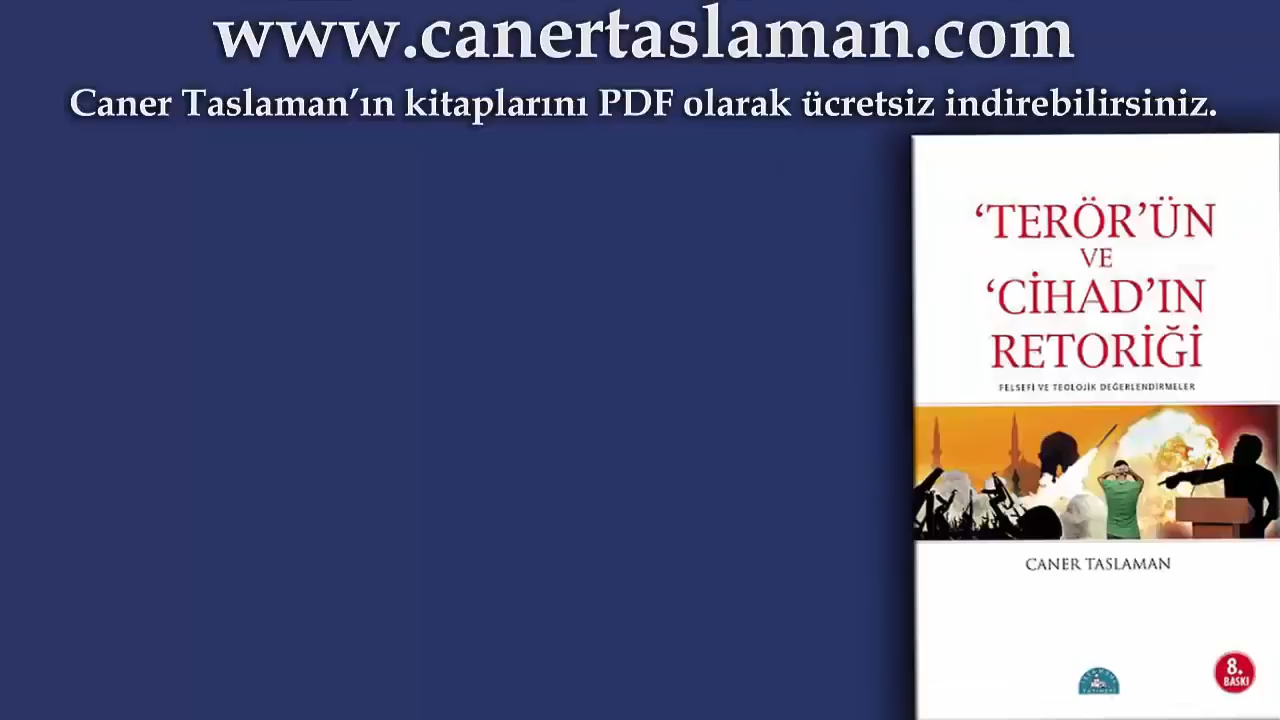 www.canertaslaman.com
Caner Taslaman’ın kitaplarını PDF olarak ücretsiz indirebilirsiniz.
‘TERÖR’ÜN
VE
‘CİHAD’IN
RETORİĞİ
FELSEFİ VE TEOLOJİK DEĞERLENDİRMELER
CANER TASLAMAN
8.
BASKI